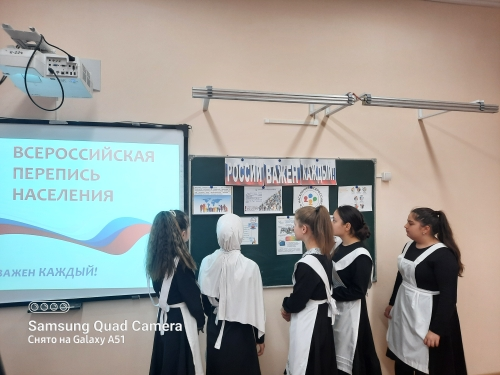 ВСЕРОССИЙСКАЯ
ПЕРЕПИСЬ
НАСЕЛЕНИЯ
ВАЖЕН КАЖДЫЙ!
РОССИИ ВАЖЕН КАЖДЫЙ!
Samsung Quad Camera
Снято на Galaxy A51